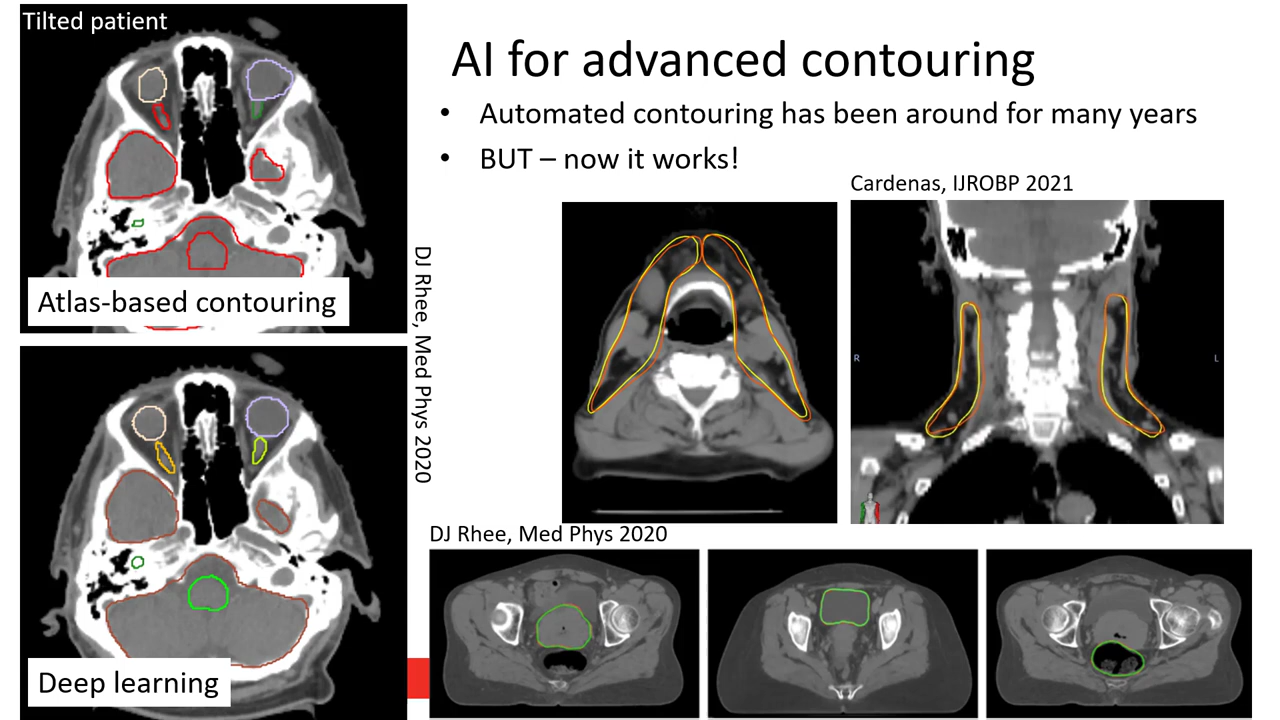 Tilted patient
AI for advanced contouring
• Automated contouring has been around for many years
• BUT – now it works!
Cardenas, IJROBP 2021
Atlas-based contouring
DJ Rhee, Med Phys 2020
R
L
DJ Rhee, Med Phys 2020
Deep learning